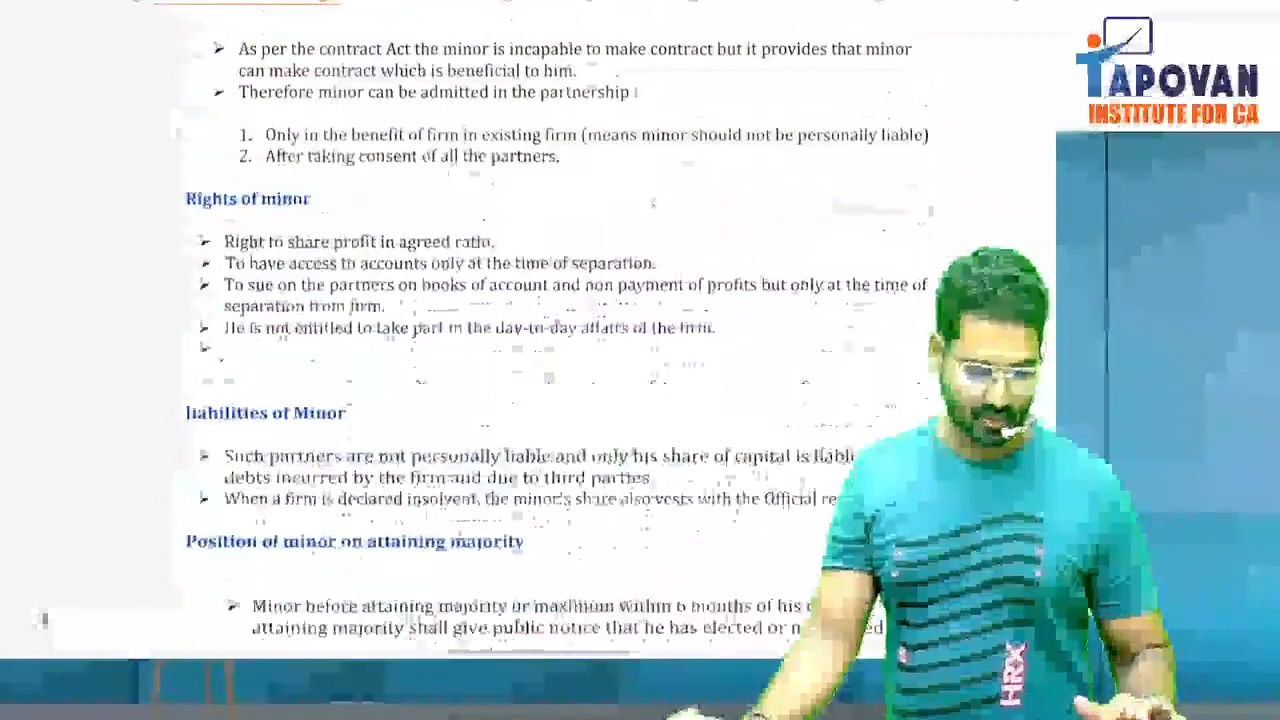 As per the contract Act the minor is incapable to make contract but it provides that minor
can make contract which is beneficial to him.
Therefore minor can be admitted in the partnership
1. Only in the benefit of firm in existing firm (means minor should not be personally liable)
2. After taking consent of all the partners.
Rights of minor
Right to share profit in agreed ratio.
To have access to accounts only at the time of separation.
To sue on the partners on books of account and non payment of profits but only at the time of
separation from firm.
He is not entitled to take part in the day-to-day affairs of the firm.
liabilities of Minor
Such partners are not personally liable and only his share of capital is liable
debts incurred by the firm and due to third parties
When a firm is declared insolvent, the minor's share also vests with the Official re
Position of minor on attaining majority
Minor before attaining majority or maximum within 6 months of his
attaining majority shall give public notice that he has elected or n
TAPOVAN
INSTITUTE FOR CA
HRX